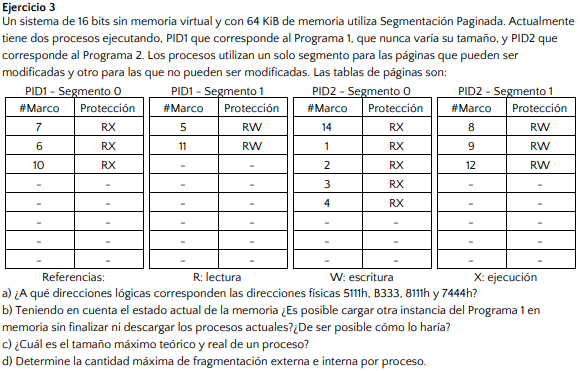 Ejercicio 3
Un sistema de 16 bits sin memoria virtual y con 64 KiB de memoria utiliza Segmentación Paginada. Actualmente
tiene dos procesos ejecutando, PID1 que corresponde al Programa 1, que nunca varía su tamaño, y PID2 que
corresponde al Programa 2. Los procesos utilizan un solo segmento para las páginas que pueden ser
modificadas y otro para las que no pueden ser modificadas. Las tablas de páginas son:
PID1 - Segmento 0 PID1 - Segmento 1 PID2 - Segmento 0 PID2 - Segmento 1
#Marco Protección #Marco Protección #Marco Protección #Marco Protección
7 RX 5 RW 14 RX 8 RW
6 RX 11 RW 1 RX 9 RW
10 RX - - 2 RX 12 RW
- - - - 3 RX - -
- - - - 4 RX - -
- - - - - - - -
- - - - - - - -
- - - - - - - -
Referencias: R: lectura W: escritura X: ejecución
a) ¿A qué direcciones lógicas corresponden las direcciones físicas 5111h, B333, 8111h y 7444h?
b) Teniendo en cuenta el estado actual de la memoria ¿Es posible cargar otra instancia del Programa 1 en
memoria sin finalizar ni descargar los procesos actuales?¿De ser posible cómo lo haría?
c) ¿Cuál es el tamaño máximo teórico y real de un proceso?
d) Determine la cantidad máxima de fragmentación externa e interna por proceso.